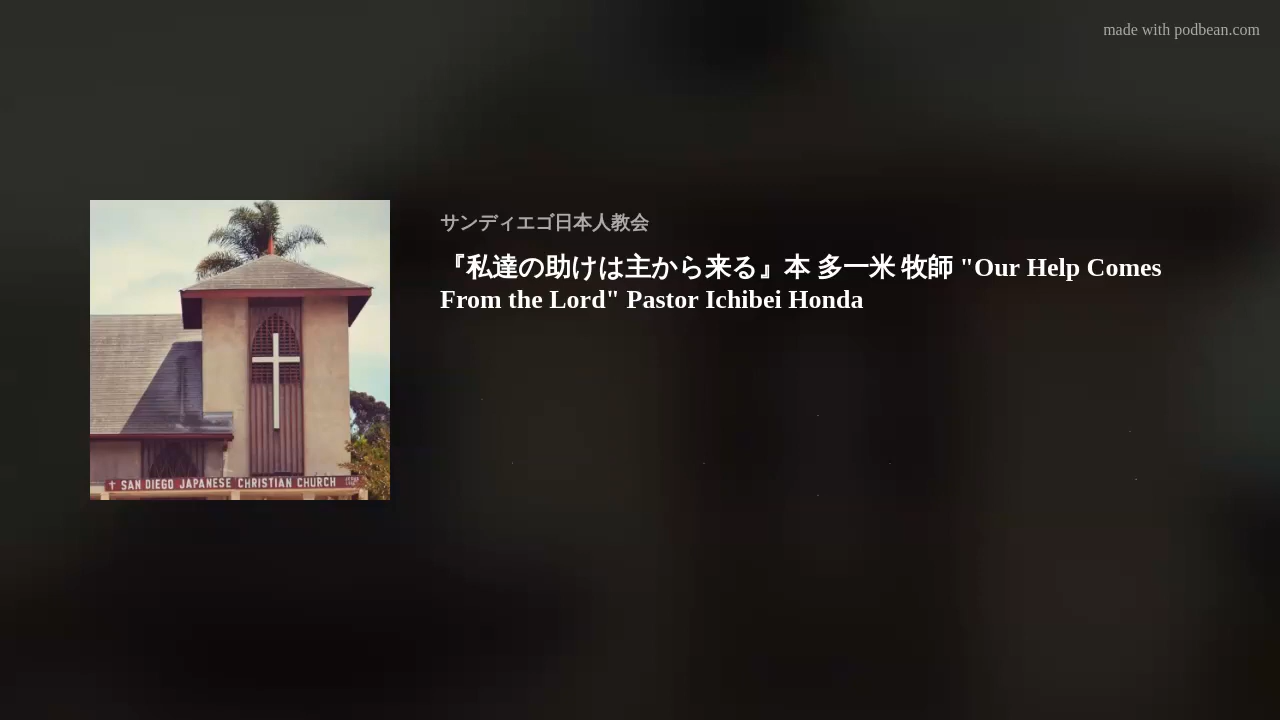 made with podbean.com
サンディエゴ日本人教会
『私達の助けは主から来る』本 多一米 牧師 "Our Help Comes
From the Lord" Pastor Ichibei Honda
SAN DIEGO JAPANESE CHRISTIAN CHURCH